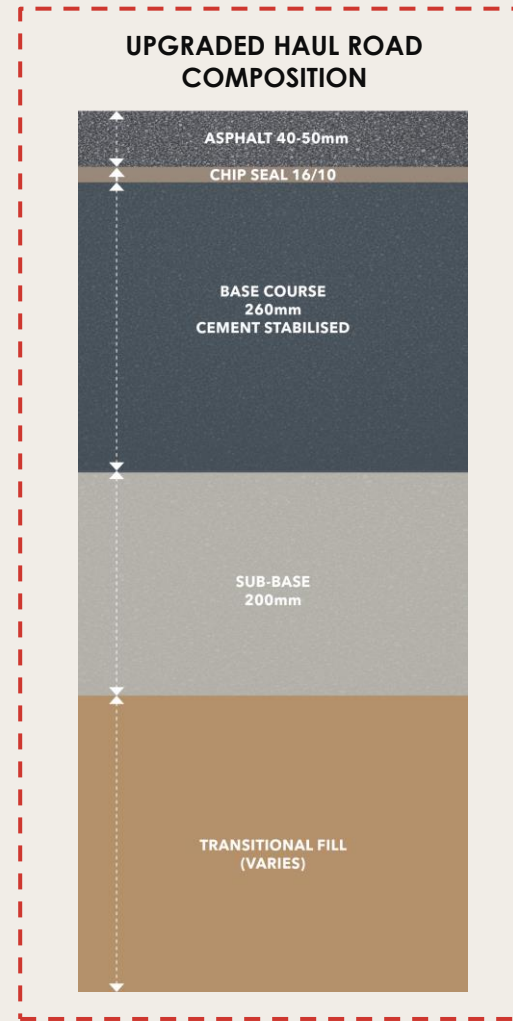 UPGRADED HAUL ROAD
COMPOSITION
ASPHALT 40-50mm
CHIP SEAL 16/10
BASE COURSE
260mm
CEMENT STABILISED
SUB-BASE
200mm
TRANSITIONAL FILL
(VARIES)